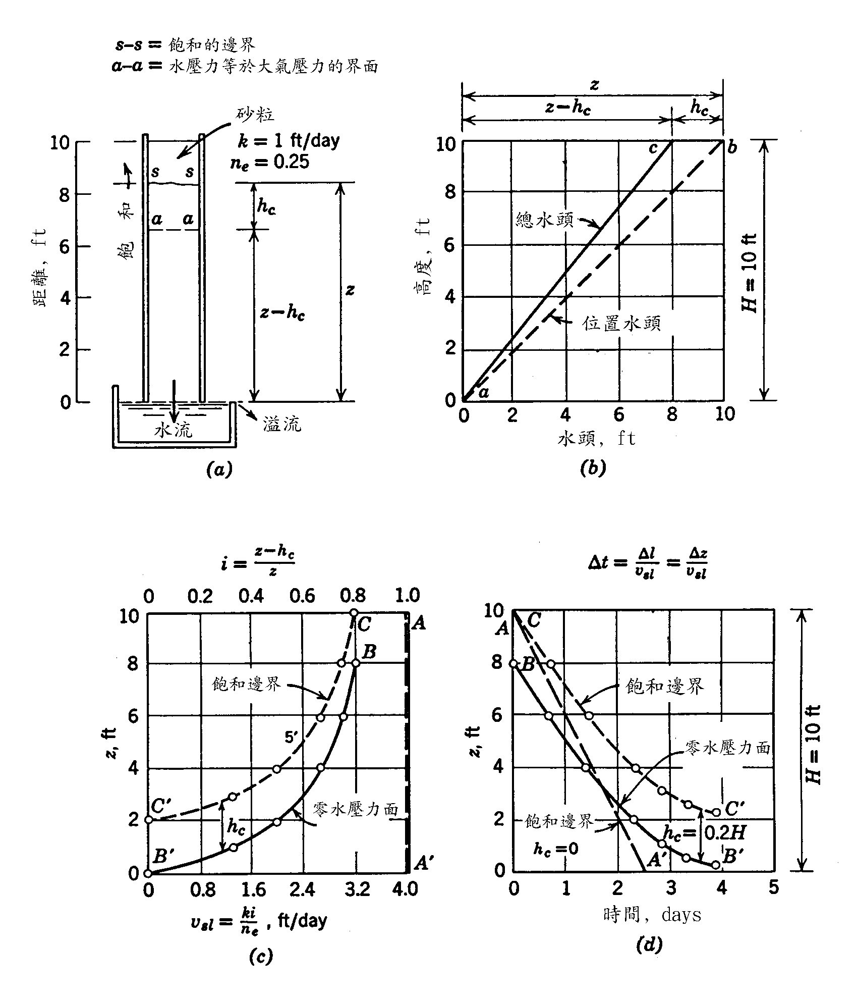 s–s = 飽和的邊界
a–a = 水壓力等於大氣壓力的界面
砂粒
k = 1 ft/day
nₑ = 0.25
10
8
6
4
2
0
距離, ft
飽和
s s
a a
h_c
z–h_c
z
水流
溢流
(a)
z
z–h_c
h_c
10
8
6
4
2
0
高度, ft
c
b
a
總水頭
位置水頭
H = 10 ft
0 2 4 6 8 10
水頭, ft
(b)
i = (z–h_c)/z
0 0.2 0.4 0.6 0.8 1.0
10
8
6
4
2
0
z, ft
C
A
B
飽和邊界
5′
C′
h_c
零水壓力面
B′
A′
0 0.8 1.6 2.4 3.2 4.0
v_sl = ki/nₑ, ft/day
(c)
Δt = Δl/v_sl = Δz/v_sl
10
8
6
4
2
0
z, ft
A
C
B
飽和邊界
零水壓力面
飽和邊界
h_c = 0
C′
h_c = 0.2H
A′
B′
H = 10 ft
0 1 2 3 4 5
時間, days
(d)